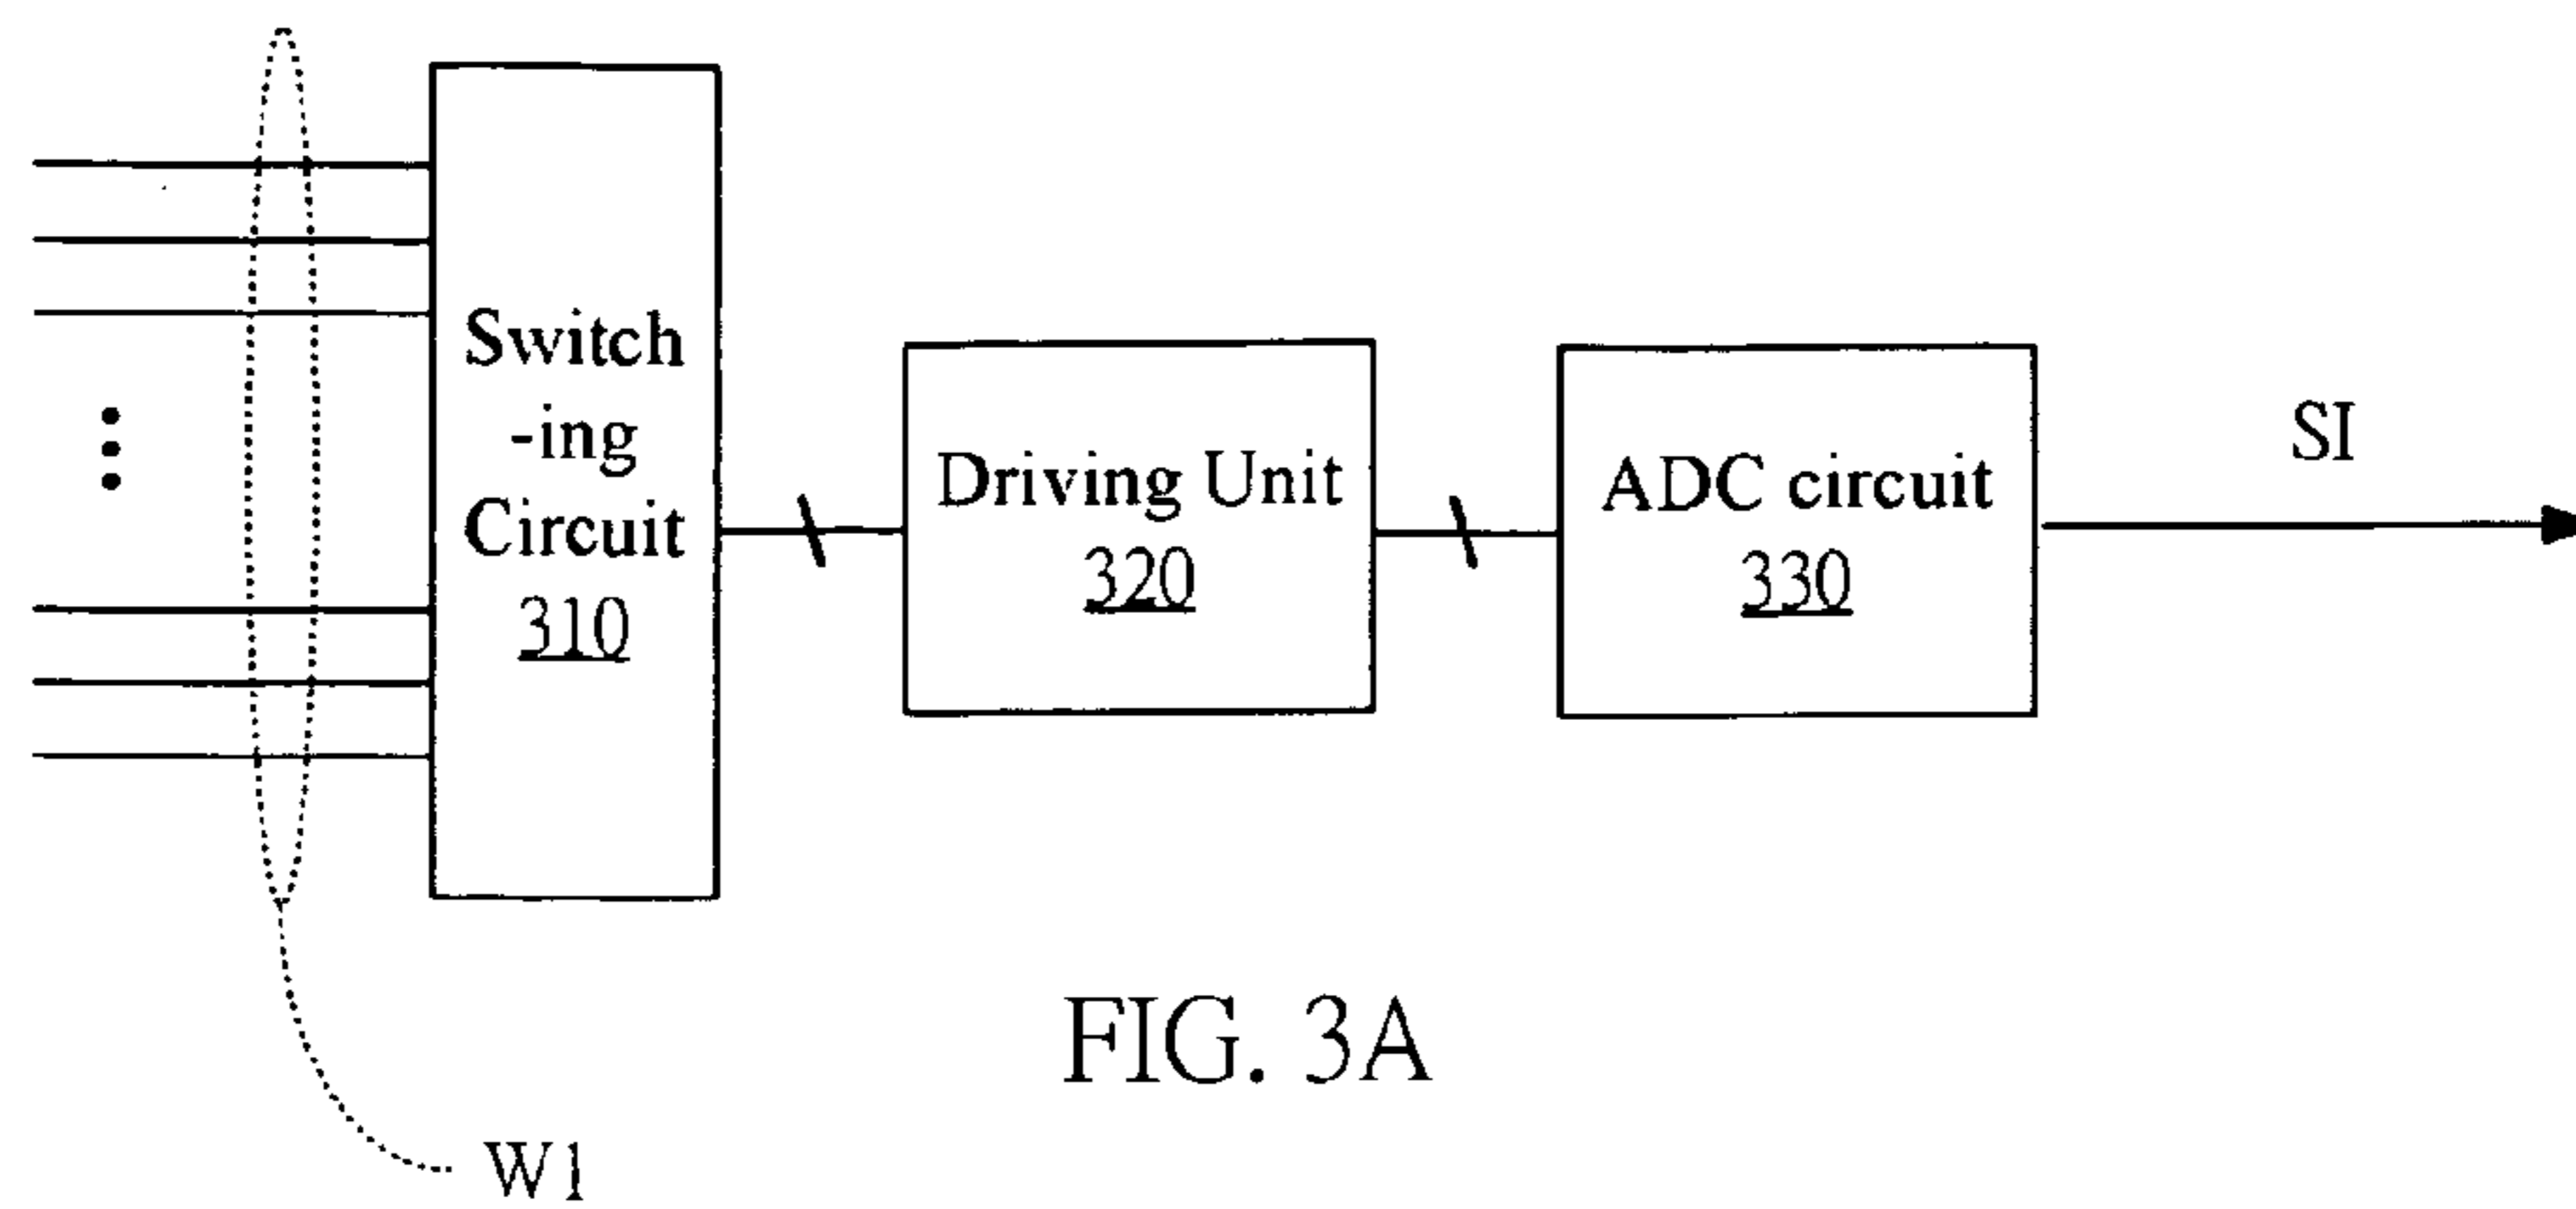 Switch
-ing
Circuit
310
Driving Unit
320
ADC circuit
330
SI
FIG. 3A
W1